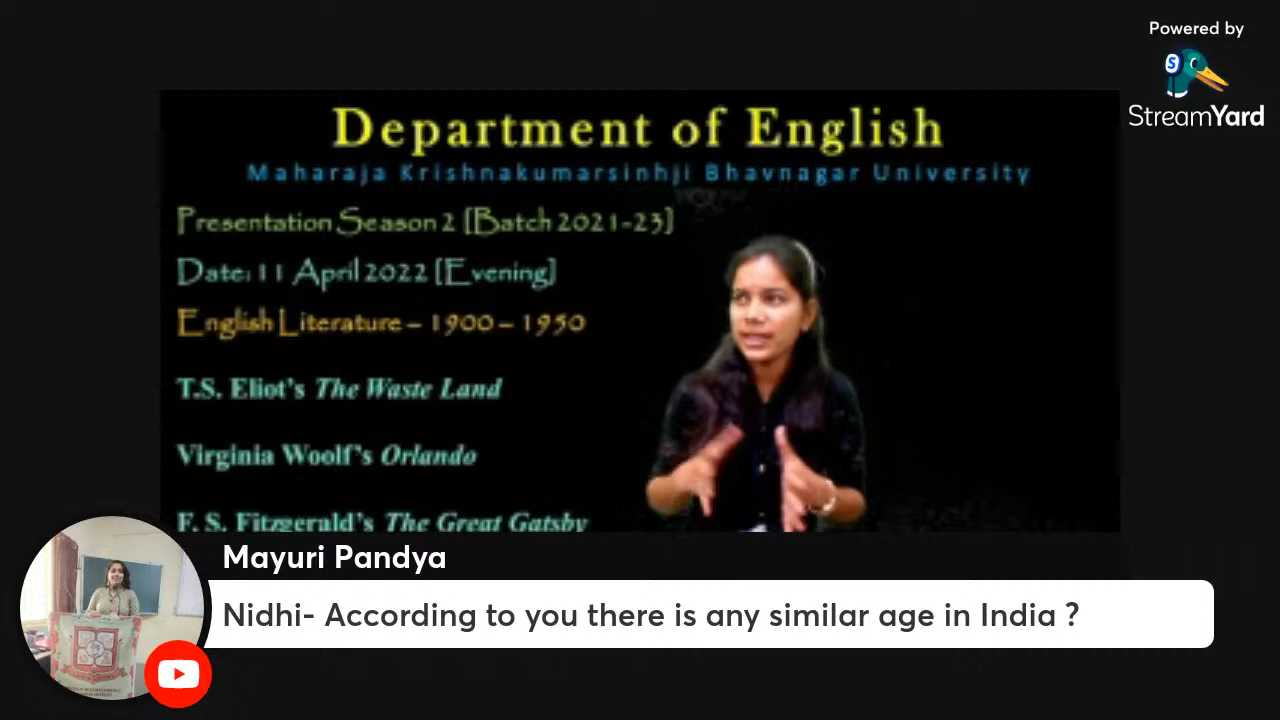 Powered by
StreamYard
Department of English
Maharaja Krishnakumarsinhji Bhavnagar University
Presentation Season 2 [Batch 2021-23]
Date: 11 April 2022 [Evening]
English Literature – 1900 – 1950
T.S. Eliot's The Waste Land
Virginia Woolf's Orlando
F. S. Fitzgerald's The Great Gatsby
Mayuri Pandya
Nidhi- According to you there is any similar age in India ?